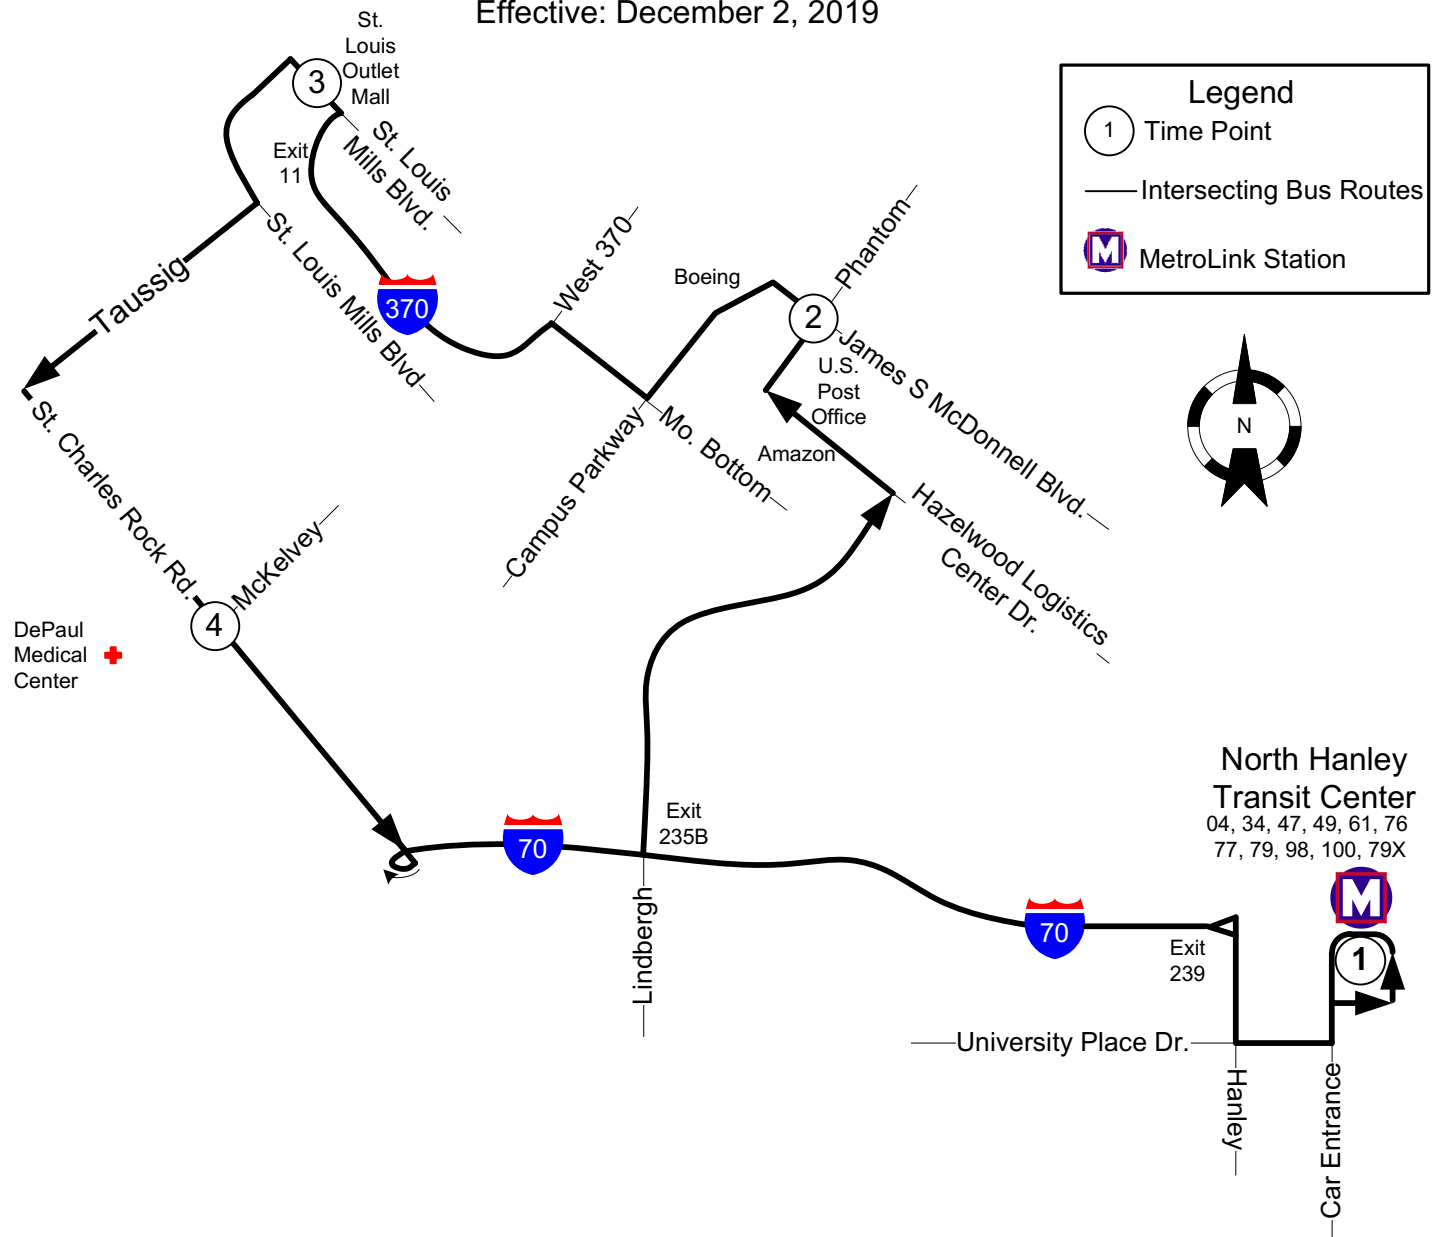 Effective: December 2, 2019
St.
Louis
Outlet
Mall
3
Exit
11
St. Louis
Mills Blvd.
St. Louis Mills Blvd
Taussig
370
West 370
Boeing
Phantom
2
James S McDonnell Blvd.
U.S.
Post
Office
Amazon
Campus Parkway
Mo. Bottom
Hazelwood Logistics
Center Dr.
St. Charles Rock Rd.
McKelvey
4
DePaul
Medical
Center
70
Exit
235B
Lindbergh
70
Exit
239
University Place Dr.
Hanley
Car Entrance
North Hanley
Transit Center
04, 34, 47, 49, 61, 76
77, 79, 98, 100, 79X
M
1
Legend
1 Time Point
Intersecting Bus Routes
M MetroLink Station
N